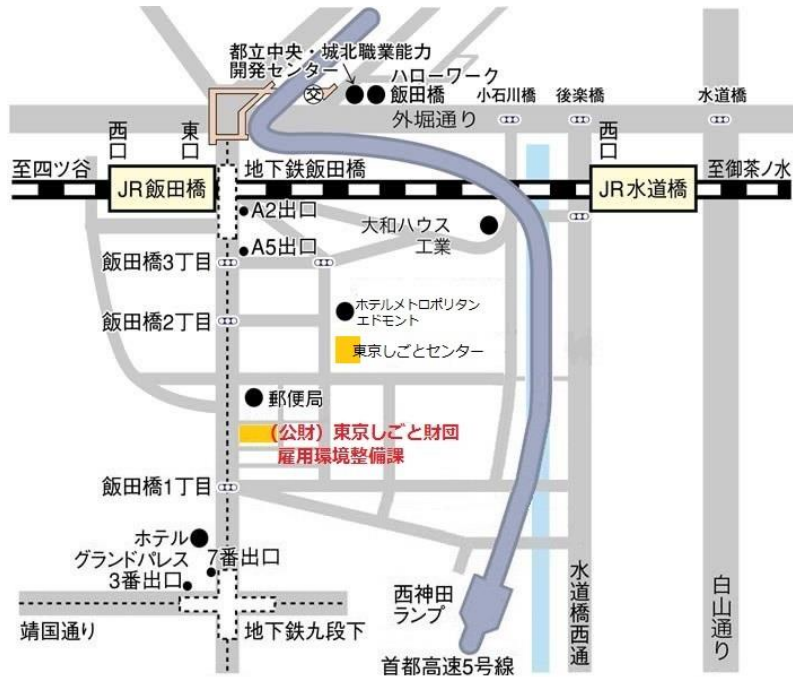 都立中央・城北職業能力
開発センター
ハローワーク
飯田橋
交
小石川橋
後楽橋
水道橋
外堀通り
西口
東口
西口
至四ツ谷
地下鉄飯田橋
至御茶ノ水
JR飯田橋
JR水道橋
A2出口
大和ハウス
工業
A5出口
飯田橋3丁目
ホテルメトロポリタン
エドモント
飯田橋2丁目
東京しごとセンター
郵便局
(公財) 東京しごと財団
雇用環境整備課
飯田橋1丁目
ホテル
グランドパレス
7番出口
3番出口
西神田
ランプ
水道橋西通
白山通り
靖国通り
地下鉄九段下
首都高速5号線